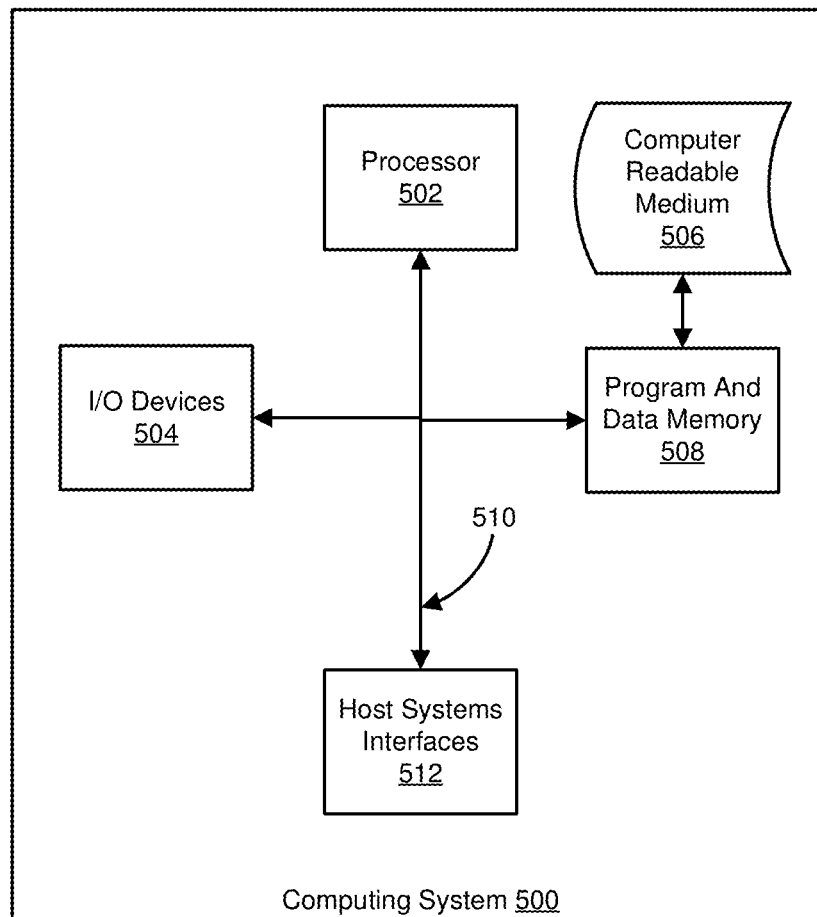 Processor
502
Computer
Readable
Medium
506
I/O Devices
504
Program And
Data Memory
508
510
Host Systems
Interfaces
512
Computing System 500